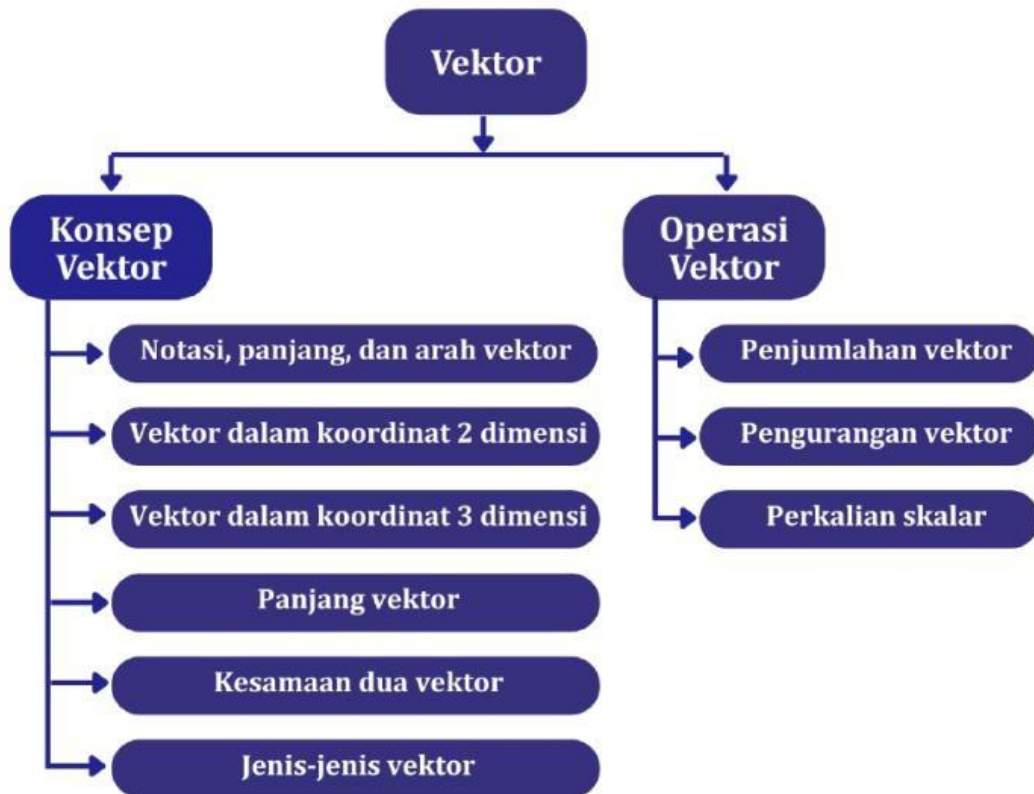 Vektor
Konsep
Vektor
Notasi, panjang, dan arah vektor
Vektor dalam koordinat 2 dimensi
Vektor dalam koordinat 3 dimensi
Panjang vektor
Kesamaan dua vektor
Jenis-jenis vektor
Operasi
Vektor
Penjumlahan vektor
Pengurangan vektor
Perkalian skalar